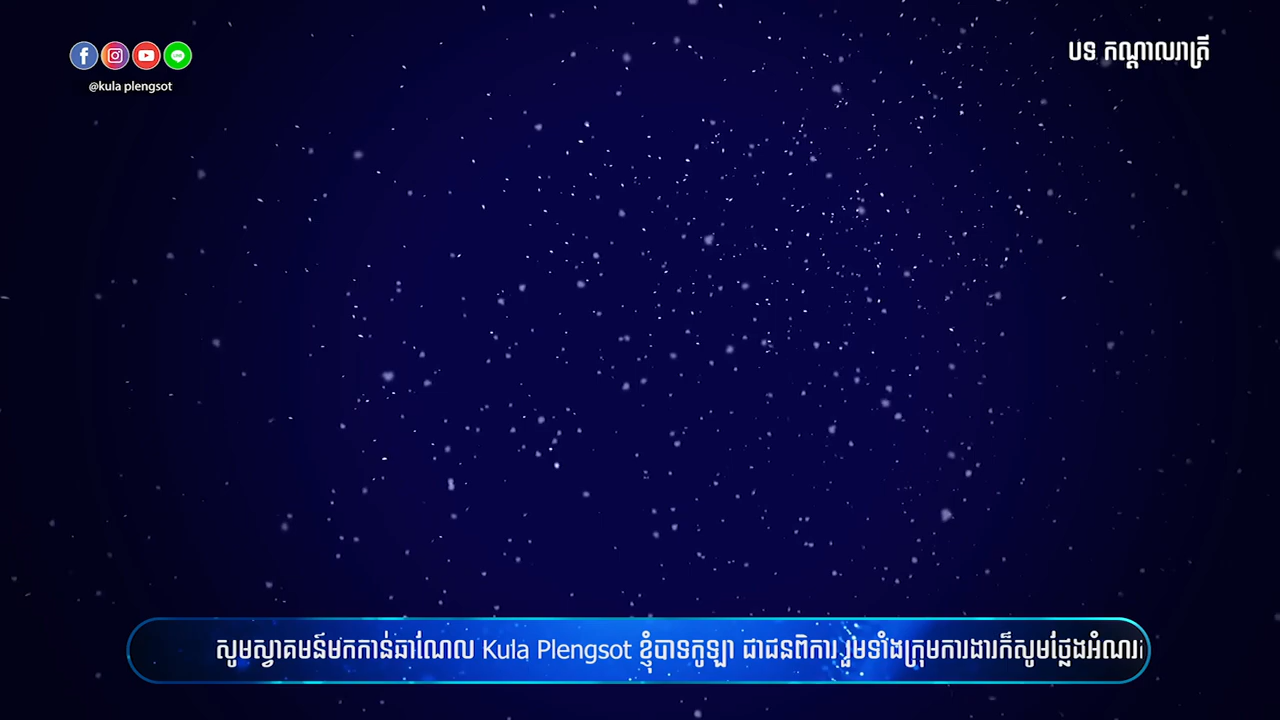 បទ កណ្ដាលរាត្រី
@kula plengsot
សូមស្វាគមន៍មកកាន់ឆាណែល Kula Plengsot ខ្ញុំបាទកូឡា ជាជនពិការ រួមទាំងក្រុមការងារក៏សូមថ្លែងអំណរ